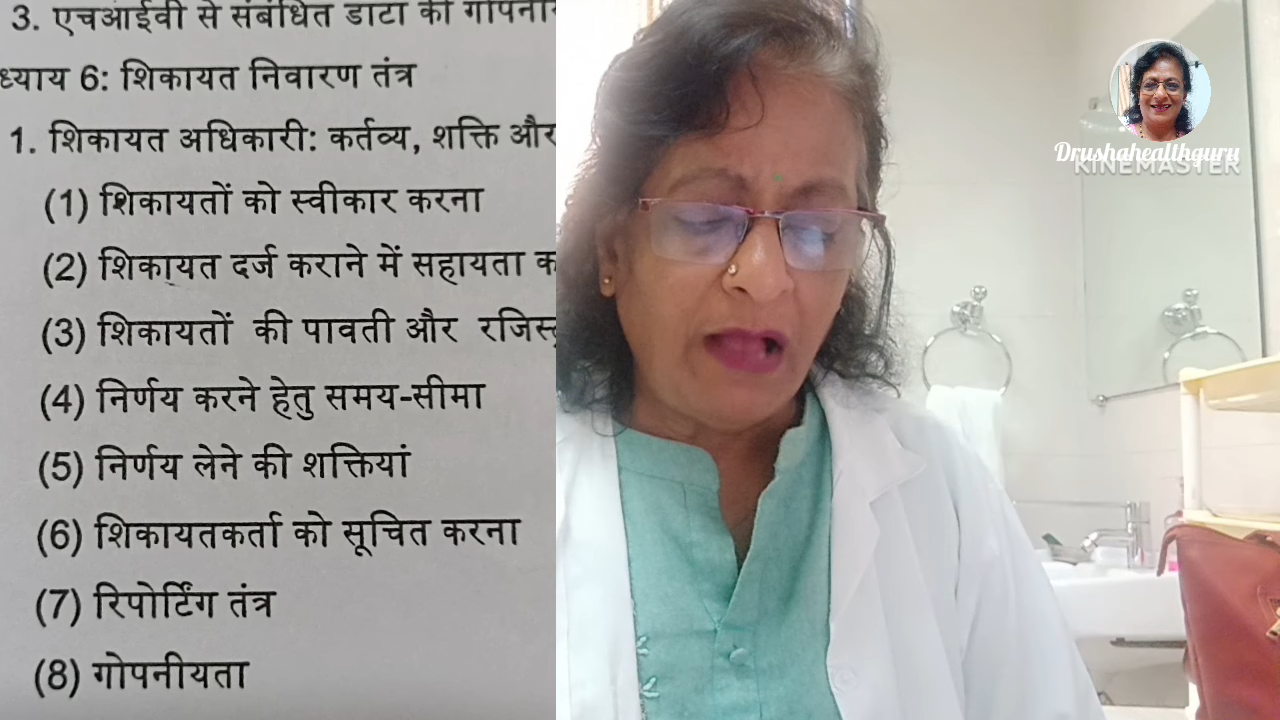 3. एचआईवी से संबंधित डाटा की
ध्याय 6: शिकायत निवारण तंत्र
1. शिकायत अधिकारी: कर्तव्य, शक्ति और
(1) शिकायतों को स्वीकार करना
(2) शिकायत दर्ज कराने में सहायता
(3) शिकायतों की पावती और
(4) निर्णय करने हेतु समय-सीमा
(5) निर्णय लेने की शक्तियां
(6) शिकायतकर्ता को सूचित करना
(7) रिपोर्टिंग तंत्र
(8) गोपनीयता
Drushahealthguru
KINEMASTER